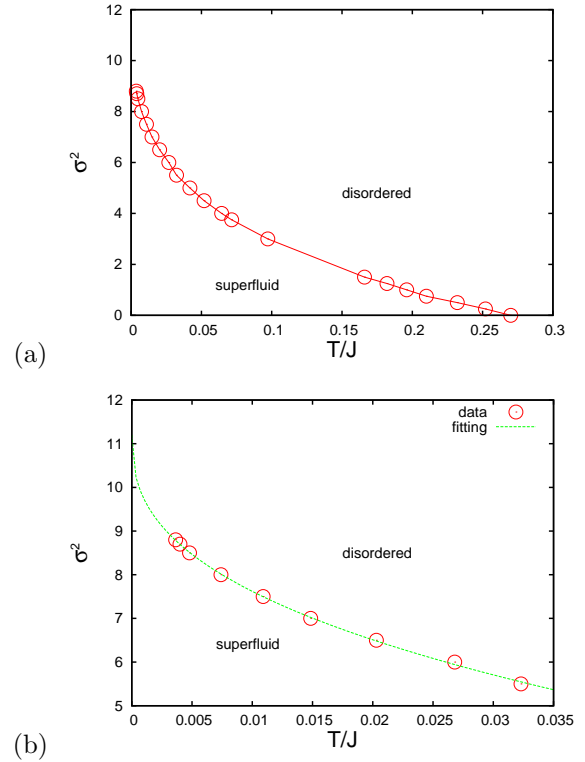 12
10
8
6
4
2
0
σ²
disordered
superfluid
0 0.05 0.1 0.15 0.2 0.25 0.3
T/J
(a)
12
11
10
9
8
7
6
5
σ²
data
fitting
disordered
superfluid
0 0.005 0.01 0.015 0.02 0.025 0.03 0.035
T/J
(b)